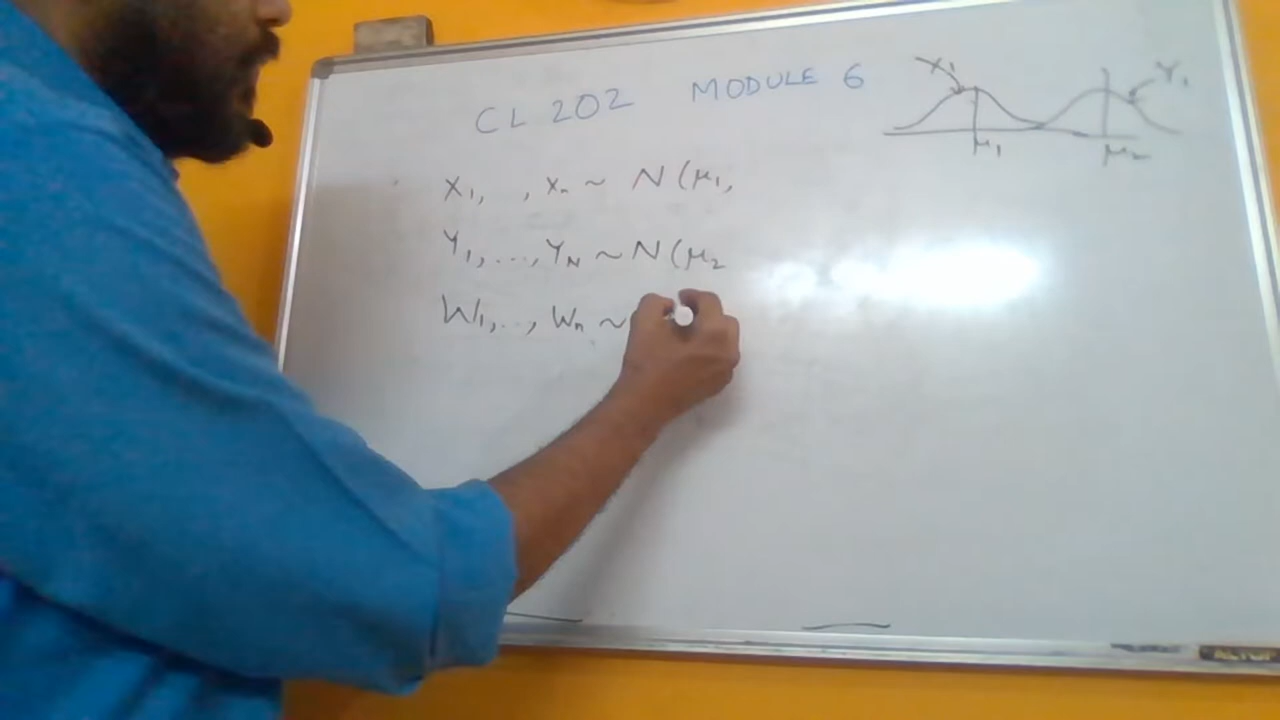 CL 202 MODULE 6
X₁, , Xₙ ~ N(μ₁,
Y₁, ..., Y_N ~ N(μ₂
W₁, .., Wₙ ~
X₁
Y₁
μ₁
μ₂